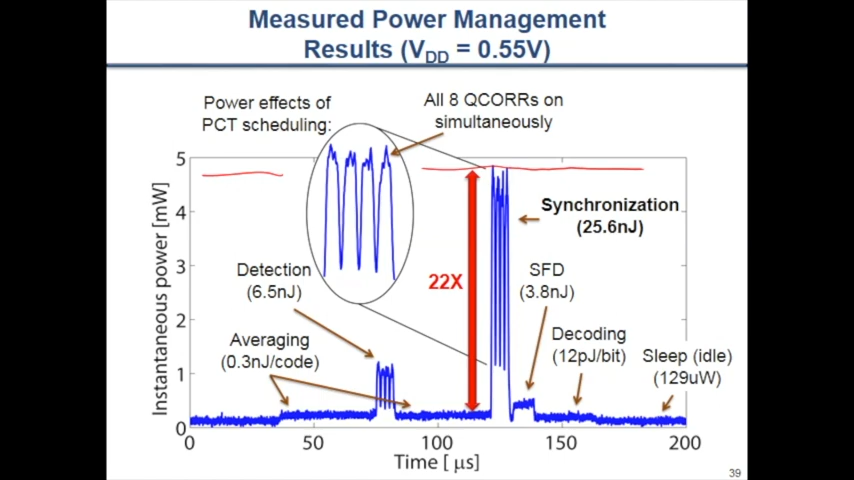 Measured Power Management
Results (VDD = 0.55V)
Power effects of
PCT scheduling:
All 8 QCORRs on
simultaneously
5
4
3
2
1
0
Instantaneous power [mW]
Synchronization
(25.6nJ)
Detection
(6.5nJ)
22X
SFD
(3.8nJ)
Averaging
(0.3nJ/code)
Decoding
(12pJ/bit)
Sleep (idle)
(129uW)
0 50 100 150 200
Time [ μs]
39